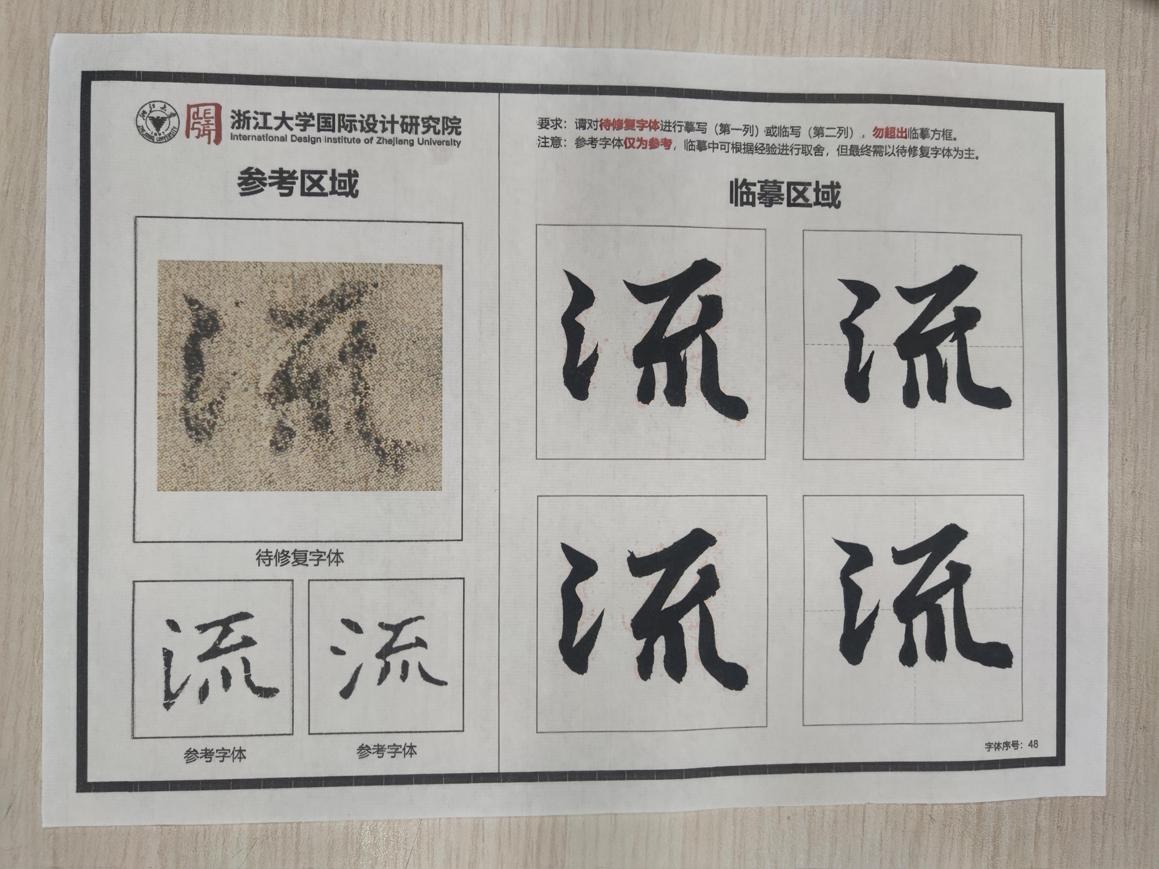 浙江大学国际设计研究院
International Design Institute of Zhejiang University
参考区域
流
待修复字体
流
流
参考字体
参考字体
要求：请对待修复字体进行摹写（第一列）或临写（第二列），勿超出临摹方框。
注意：参考字体仅为参考，临摹中可根据经验进行取舍，但最终需以待修复字体为主。
临摹区域
流
流
流
流
字体序号：48